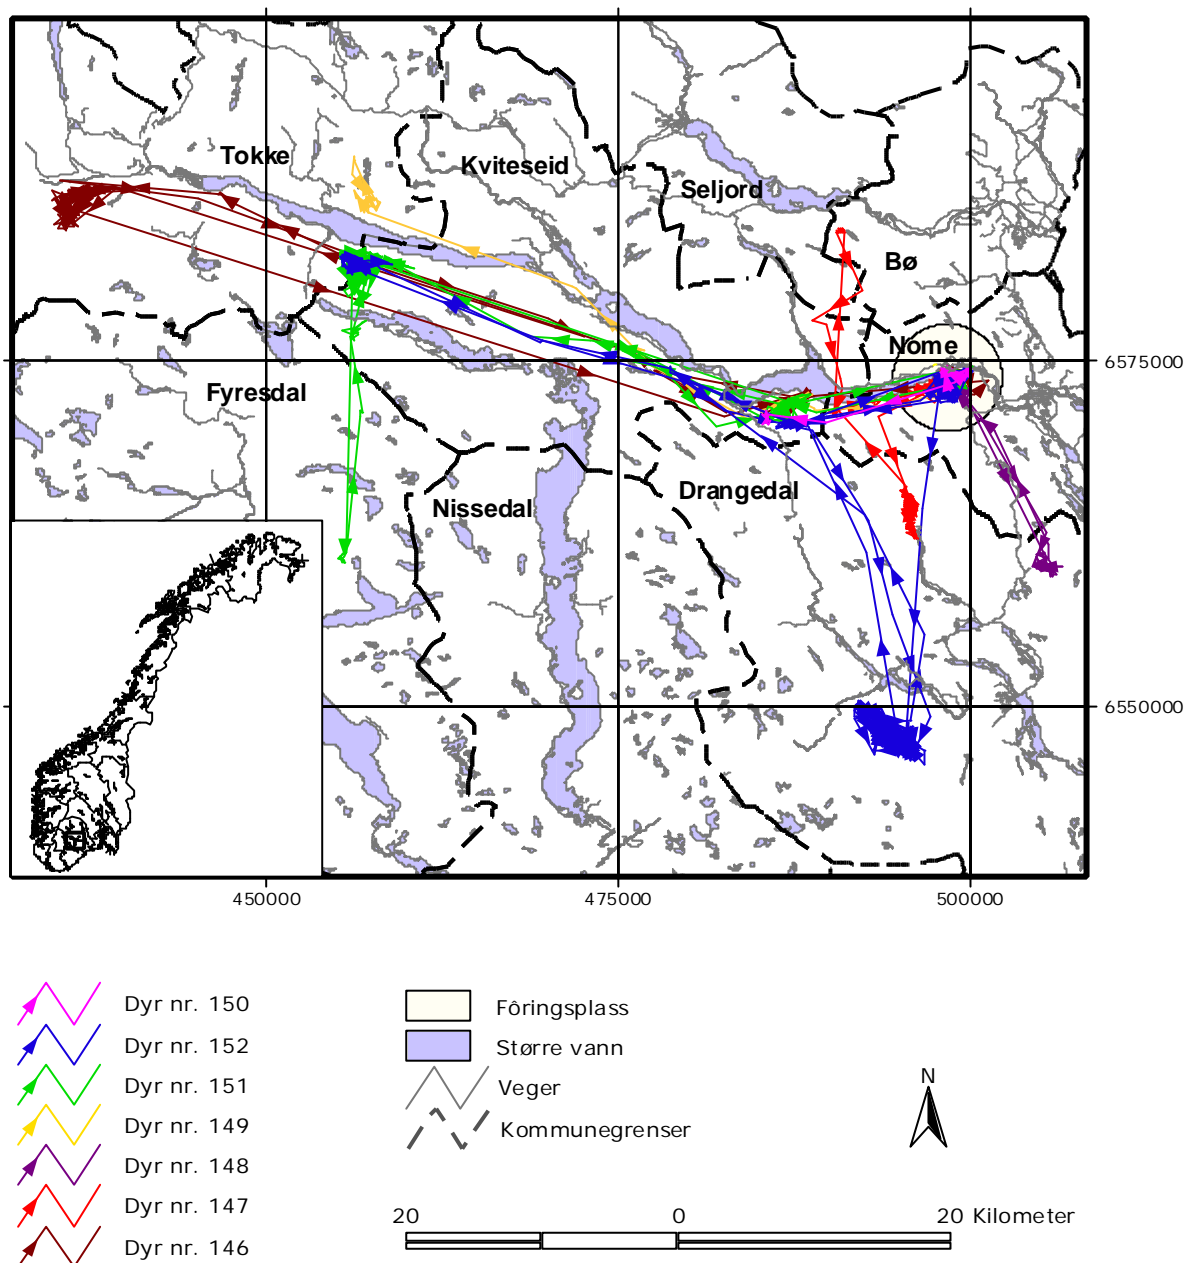 Tokke
Kviteseid
Seljord
Bø
Nome
6575000
Fyresdal
Nissedal
Drangedal
6550000
450000
475000
500000
Dyr nr. 150
Dyr nr. 152
Dyr nr. 151
Dyr nr. 149
Dyr nr. 148
Dyr nr. 147
Dyr nr. 146
Fôringsplass
Større vann
Veger
Kommunegrenser
N
20 0 20 Kilometer